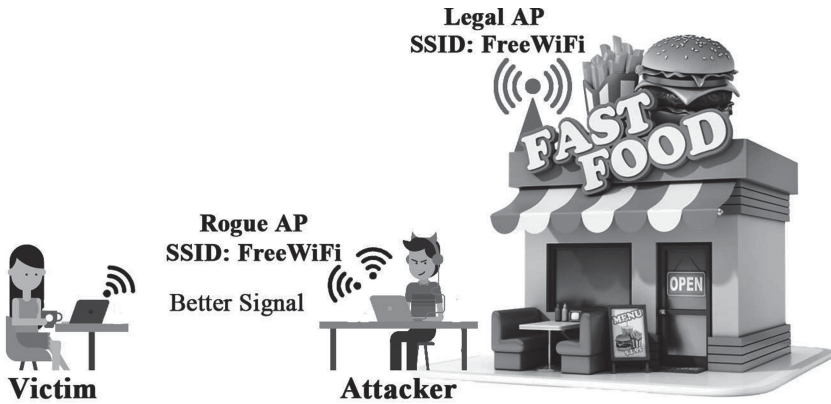 Legal AP
SSID: FreeWiFi
FAST
FOOD
Rogue AP
SSID: FreeWiFi
Better Signal
OPEN
MENU
Victim
Attacker